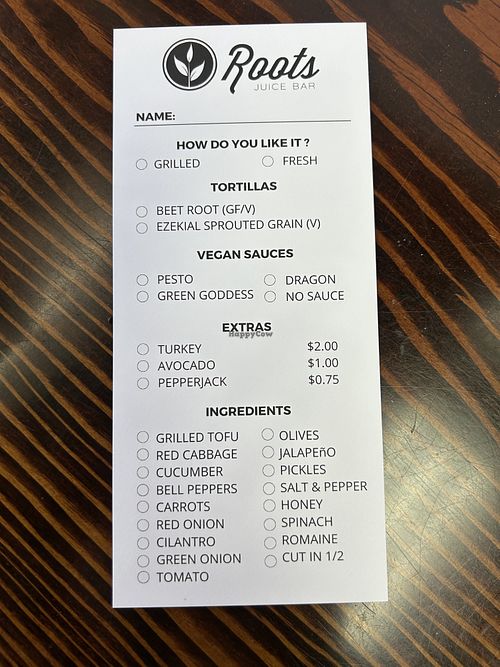 Roots
JUICE BAR
NAME:
HOW DO YOU LIKE IT ?
GRILLED
FRESH
TORTILLAS
BEET ROOT (GF/V)
EZEKIAL SPROUTED GRAIN (V)
VEGAN SAUCES
PESTO
DRAGON
GREEN GODDESS
NO SAUCE
EXTRAS
HappyCow
TURKEY $2.00
AVOCADO $1.00
PEPPERJACK $0.75
INGREDIENTS
GRILLED TOFU
RED CABBAGE
CUCUMBER
BELL PEPPERS
CARROTS
RED ONION
CILANTRO
GREEN ONION
TOMATO
OLIVES
JALAPEñO
PICKLES
SALT & PEPPER
HONEY
SPINACH
ROMAINE
CUT IN 1/2